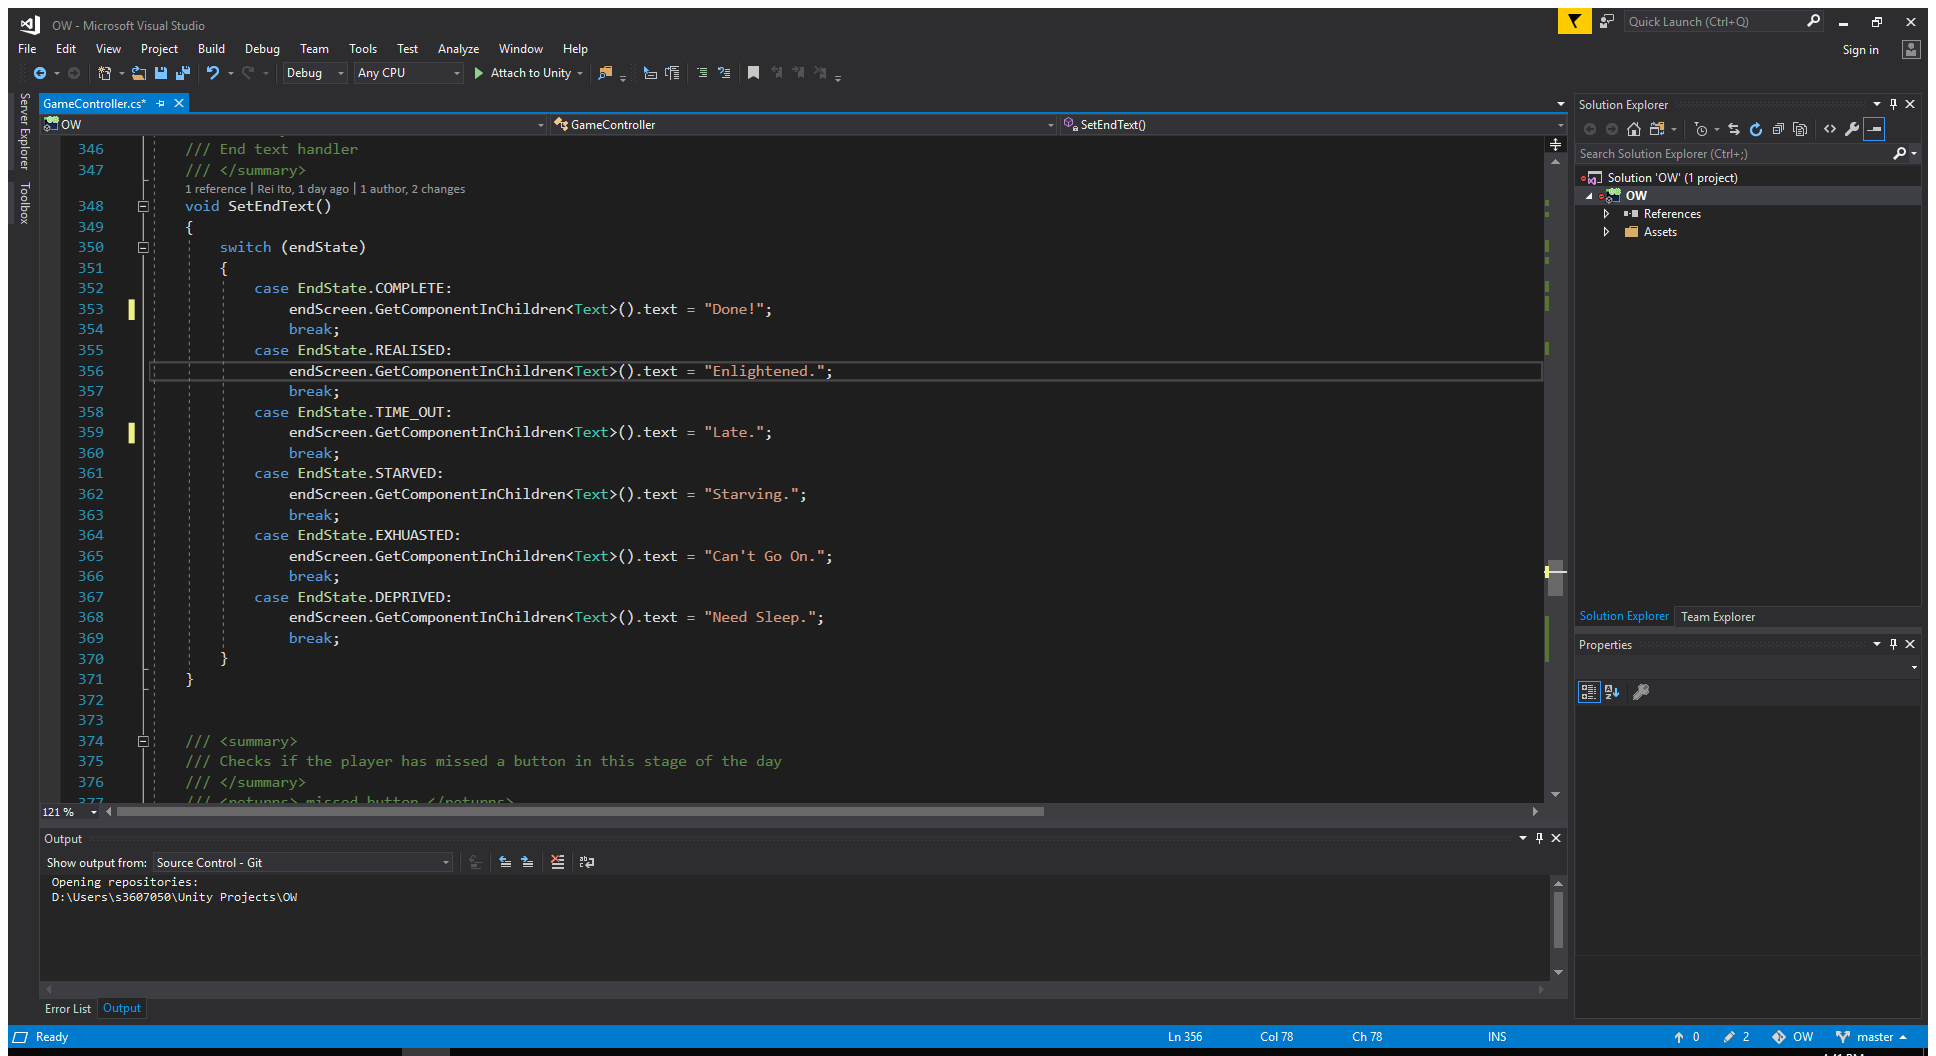 OW - Microsoft Visual Studio
Quick Launch (Ctrl+Q)
File Edit View Project Build Debug Team Tools Test Analyze Window Help
Sign in
Debug Any CPU Attach to Unity
Server Explorer
Toolbox
GameController.cs*
OW GameController SetEndText()
346 /// End text handler
347 /// </summary>
1 reference | Rei Ito, 1 day ago | 1 author, 2 changes
348 void SetEndText()
349 {
350 switch (endState)
351 {
352 case EndState.COMPLETE:
353 endScreen.GetComponentInChildren<Text>().text = "Done!";
354 break;
355 case EndState.REALISED:
356 endScreen.GetComponentInChildren<Text>().text = "Enlightened.";
357 break;
358 case EndState.TIME_OUT:
359 endScreen.GetComponentInChildren<Text>().text = "Late.";
360 break;
361 case EndState.STARVED:
362 endScreen.GetComponentInChildren<Text>().text = "Starving.";
363 break;
364 case EndState.EXHUASTED:
365 endScreen.GetComponentInChildren<Text>().text = "Can't Go On.";
366 break;
367 case EndState.DEPRIVED:
368 endScreen.GetComponentInChildren<Text>().text = "Need Sleep.";
369 break;
370 }
371 }
372
373
374 /// <summary>
375 /// Checks if the player has missed a button in this stage of the day
376 /// </summary>
377 /// <returns> missed button </returns>
121 %
Output
Show output from: Source Control - Git
Opening repositories:
D:\Users\s3607050\Unity Projects\OW
Error List Output
Solution Explorer
Search Solution Explorer (Ctrl+;)
Solution 'OW' (1 project)
OW
References
Assets
Solution Explorer Team Explorer
Properties
Ready Ln 356 Col 78 Ch 78 INS 0 2 OW master